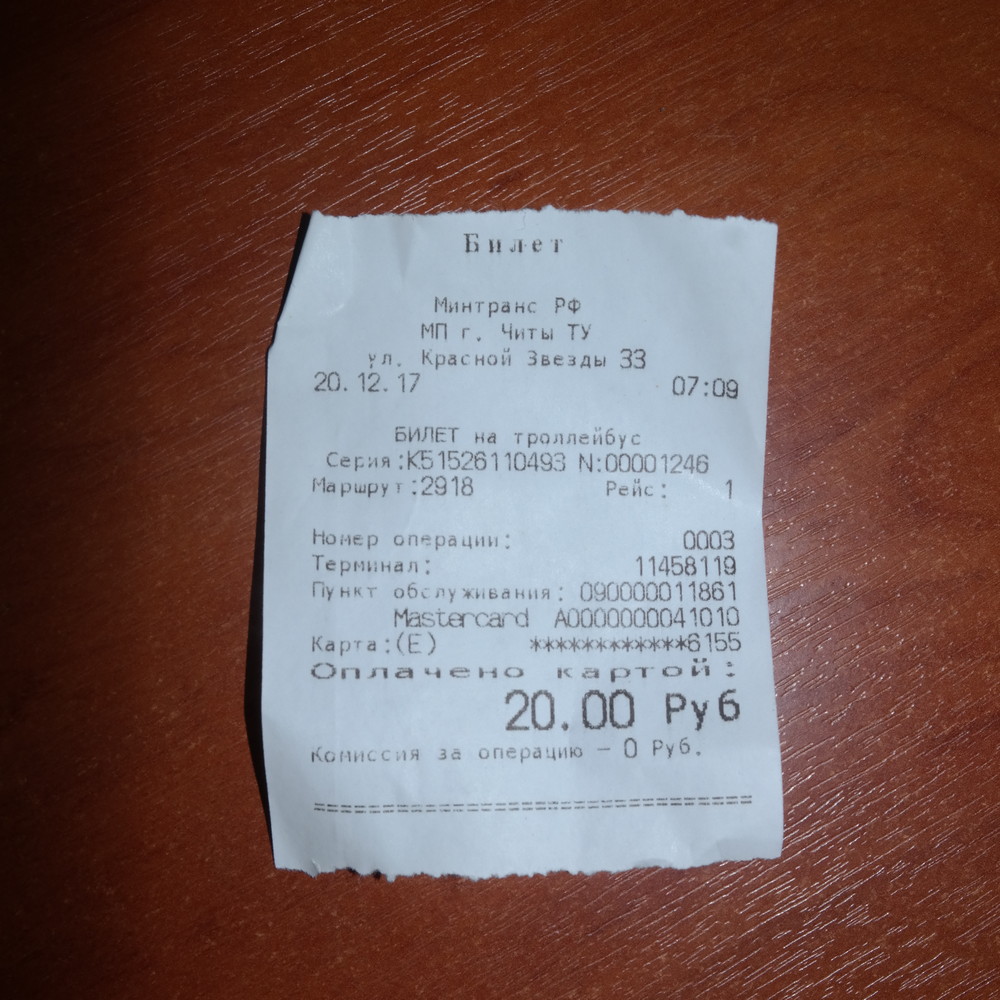 Билет
Минтранс РФ
МП г. Читы ТУ
ул. Красной Звезды 33
20.12.17 07:09
БИЛЕТ на троллейбус
Серия:К51526110493 N:00001246
Маршрут:2918 Рейс: 1
Номер операции: 0003
Терминал: 11458119
Пункт обслуживания: 090000011861
Mastercard A0000000041010
Карта:(E) ************6155
Оплачено картой:
20.00 Руб
Комиссия за операцию – 0 Руб.
==================================